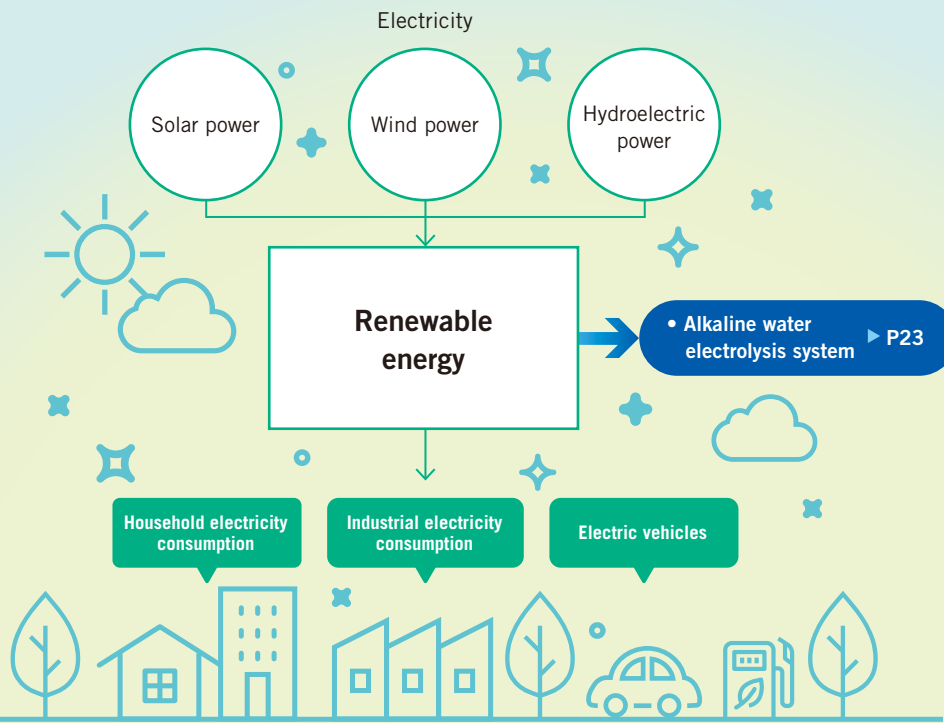 Electricity
Solar power
Wind power
Hydroelectric
power
Renewable
energy
• Alkaline water
electrolysis system ▶ P23
Household electricity
consumption
Industrial electricity
consumption
Electric vehicles